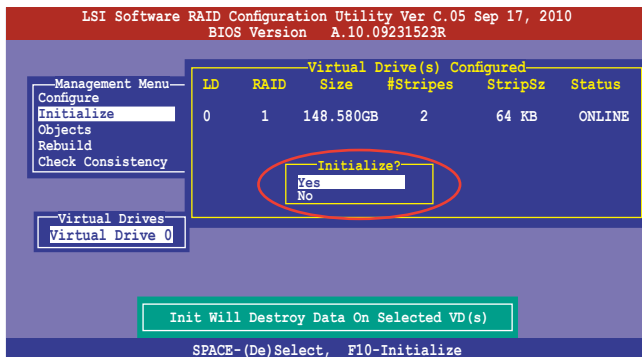 LSI Software RAID Configuration Utility Ver C.05 Sep 17, 2010
BIOS Version A.10.09231523R
Virtual Drive(s) Configured
LD RAID Size #Stripes StripSz Status
0 1 148.580GB 2 64 KB ONLINE
Management Menu
Configure
Initialize
Objects
Rebuild
Check Consistency
Initialize?
Yes
No
Virtual Drives
Virtual Drive 0
Init Will Destroy Data On Selected VD(s)
SPACE-(De)Select, F10-Initialize